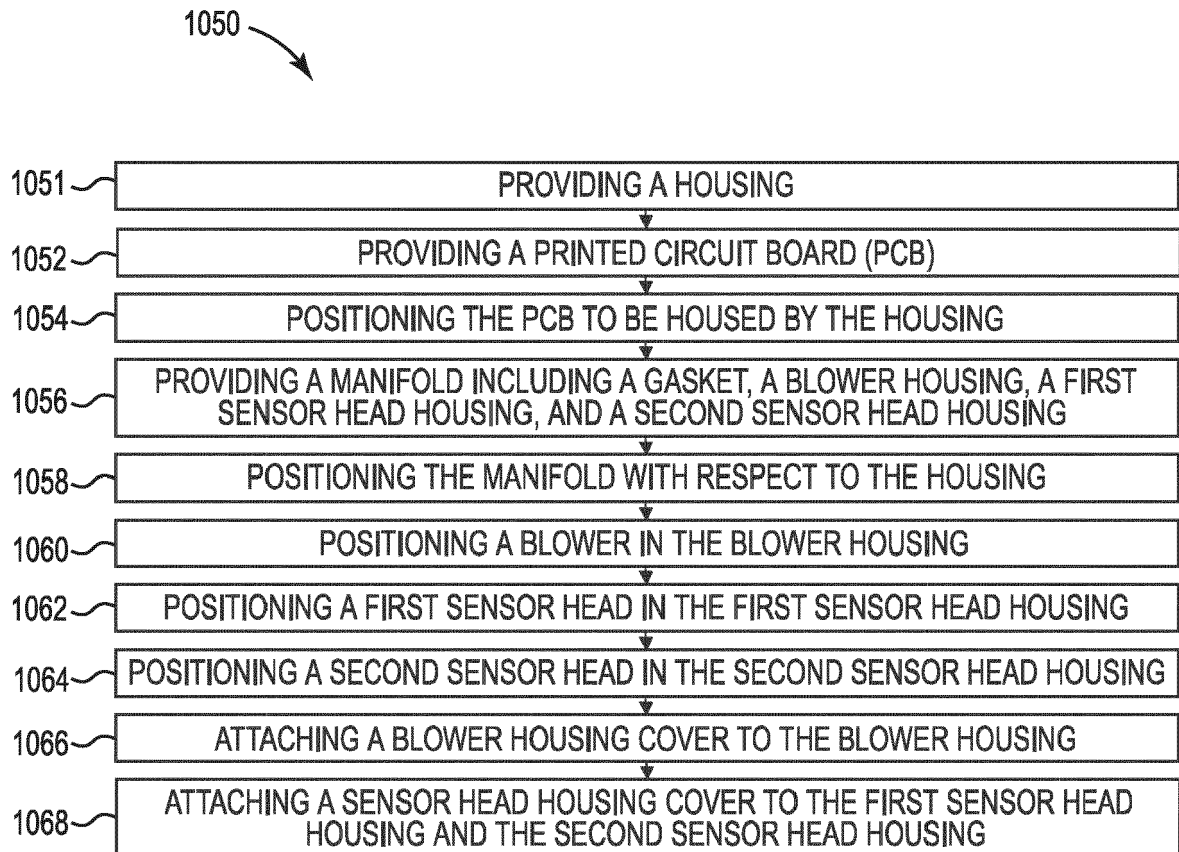 1050
1051 PROVIDING A HOUSING
1052 PROVIDING A PRINTED CIRCUIT BOARD (PCB)
1054 POSITIONING THE PCB TO BE HOUSED BY THE HOUSING
1056 PROVIDING A MANIFOLD INCLUDING A GASKET, A BLOWER HOUSING, A FIRST
SENSOR HEAD HOUSING, AND A SECOND SENSOR HEAD HOUSING
1058 POSITIONING THE MANIFOLD WITH RESPECT TO THE HOUSING
1060 POSITIONING A BLOWER IN THE BLOWER HOUSING
1062 POSITIONING A FIRST SENSOR HEAD IN THE FIRST SENSOR HEAD HOUSING
1064 POSITIONING A SECOND SENSOR HEAD IN THE SECOND SENSOR HEAD HOUSING
1066 ATTACHING A BLOWER HOUSING COVER TO THE BLOWER HOUSING
1068 ATTACHING A SENSOR HEAD HOUSING COVER TO THE FIRST SENSOR HEAD
HOUSING AND THE SECOND SENSOR HEAD HOUSING